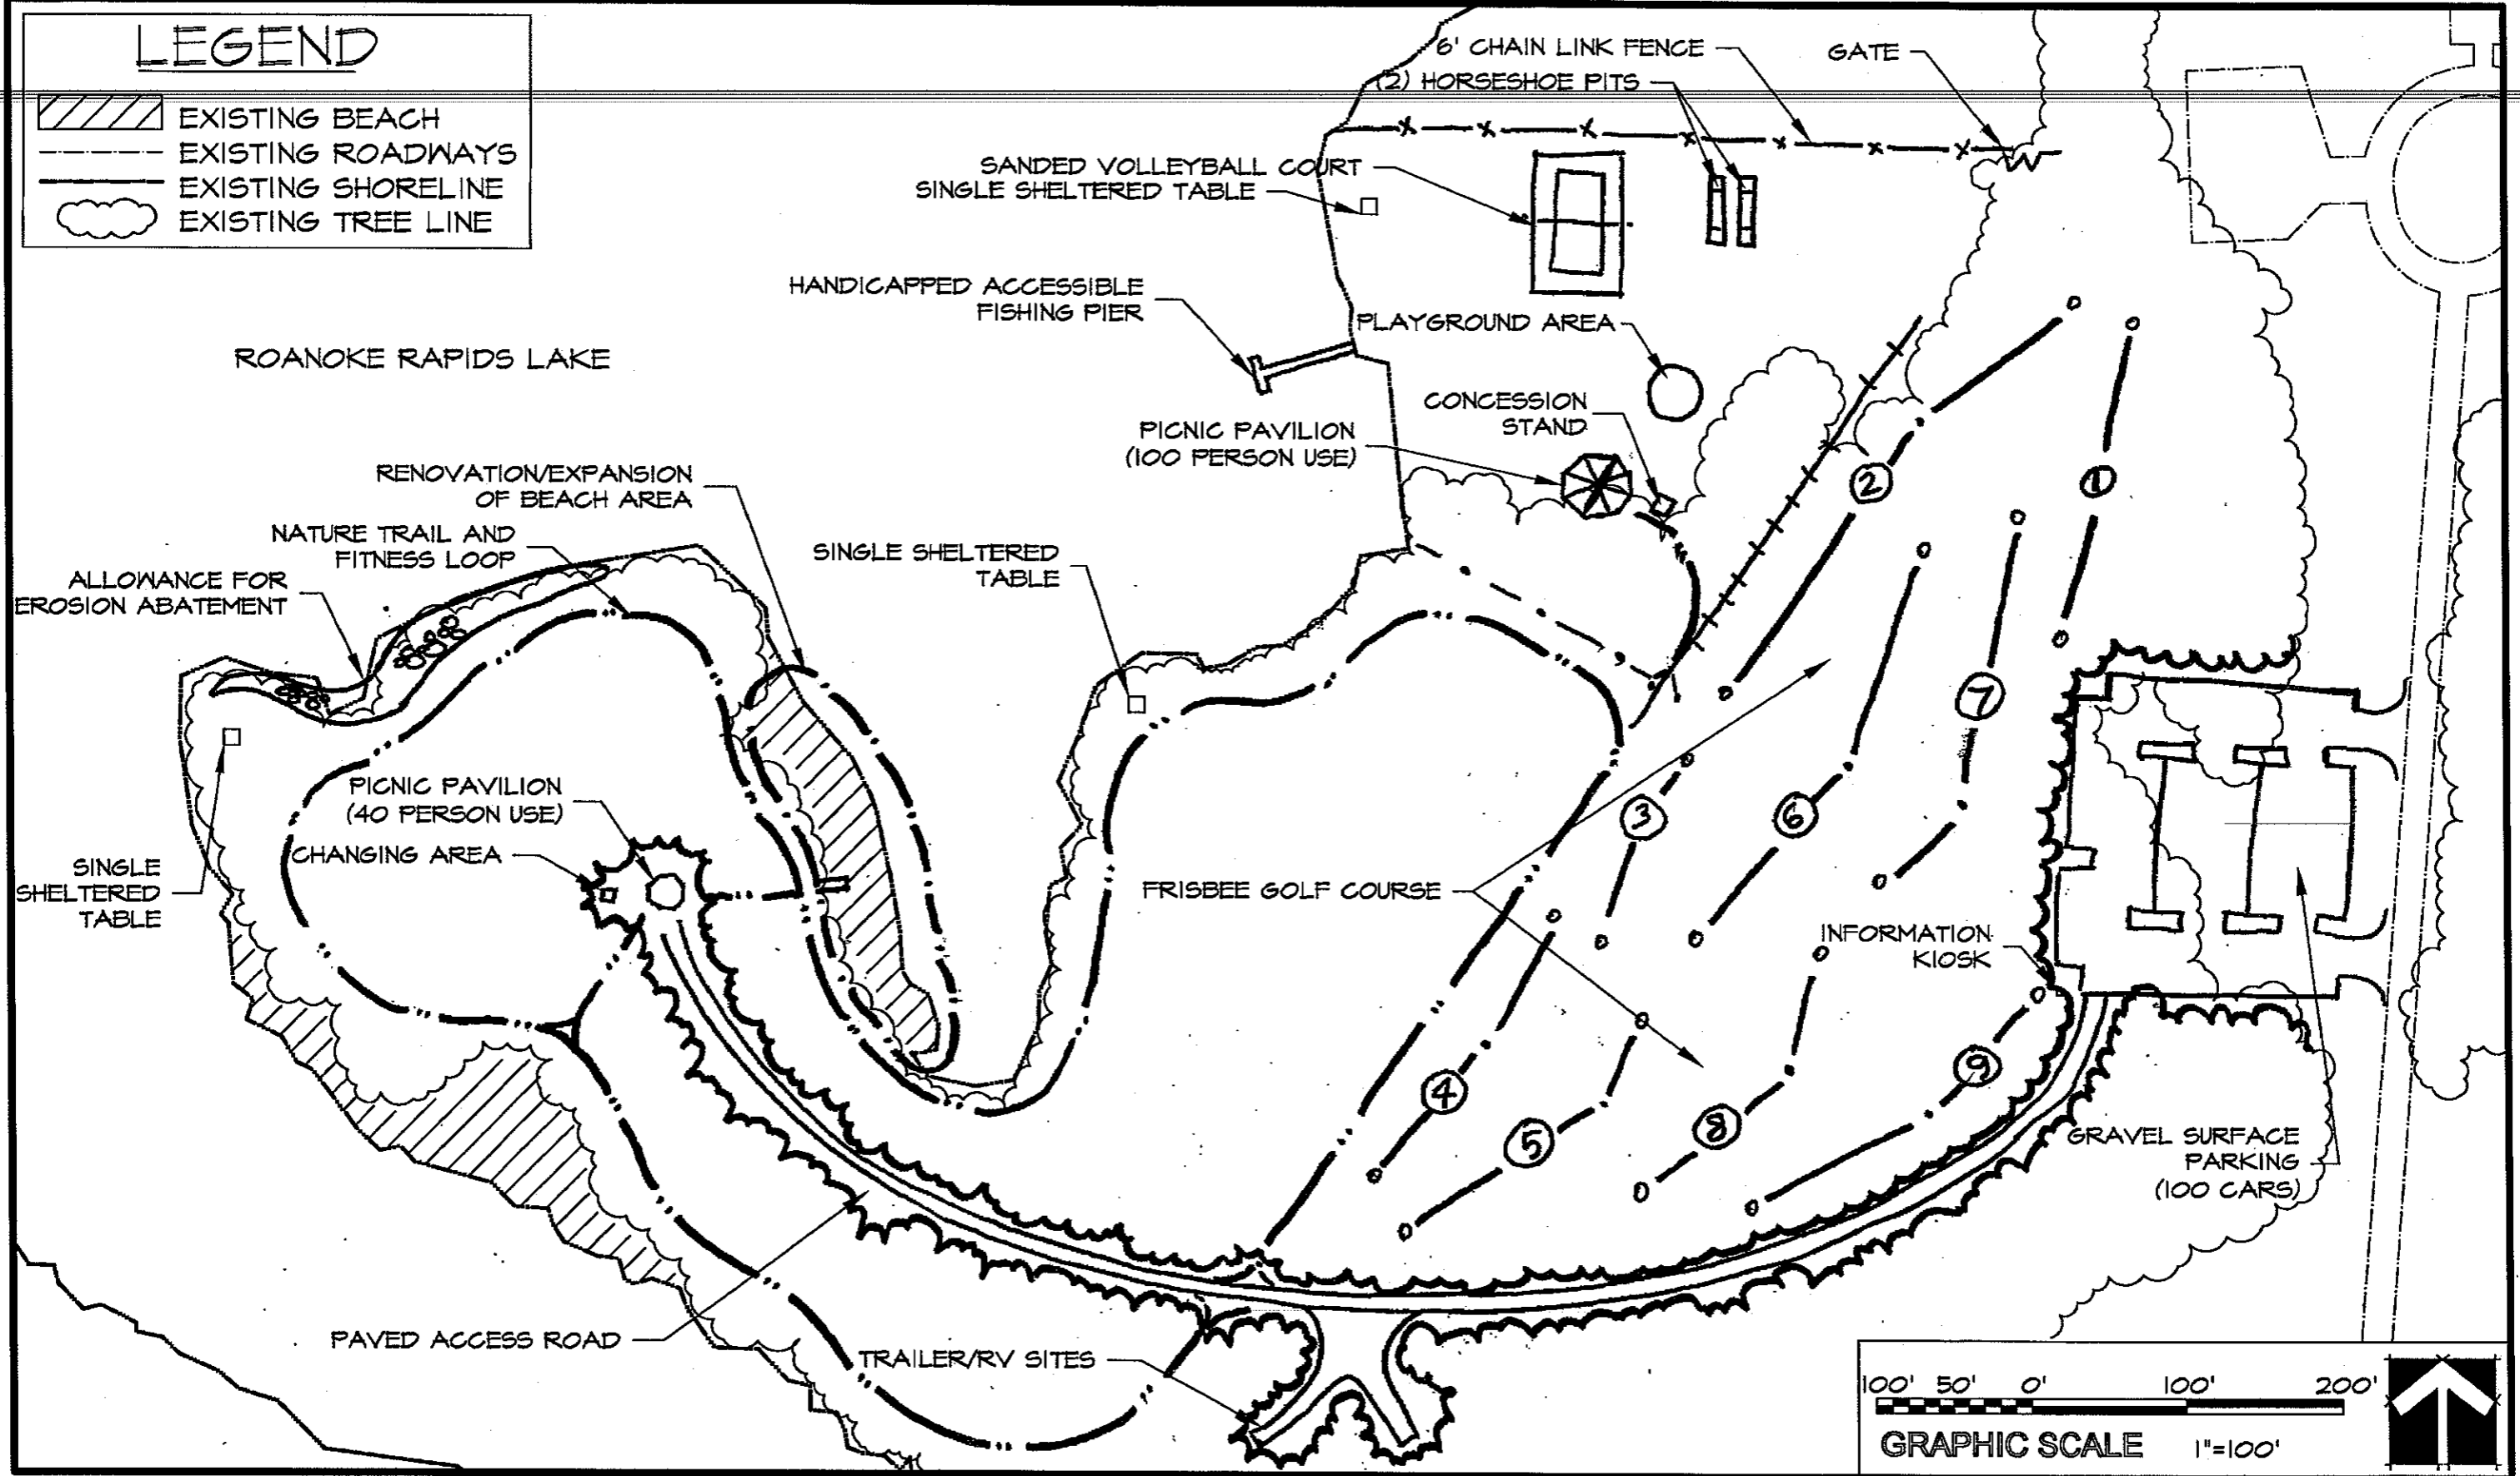 LEGEND
EXISTING BEACH
EXISTING ROADWAYS
EXISTING SHORELINE
EXISTING TREE LINE
6' CHAIN LINK FENCE
GATE
(2) HORSESHOE PITS
SANDED VOLLEYBALL COURT
SINGLE SHELTERED TABLE
HANDICAPPED ACCESSIBLE
FISHING PIER
PLAYGROUND AREA
ROANOKE RAPIDS LAKE
CONCESSION
STAND
PICNIC PAVILION
(100 PERSON USE)
RENOVATION/EXPANSION
OF BEACH AREA
NATURE TRAIL AND
FITNESS LOOP
SINGLE SHELTERED
TABLE
ALLOWANCE FOR
EROSION ABATEMENT
PICNIC PAVILION
(40 PERSON USE)
CHANGING AREA
SINGLE
SHELTERED
TABLE
FRISBEE GOLF COURSE
2
1
7
3
6
4
5
8
9
INFORMATION
KIOSK
GRAVEL SURFACE
PARKING
(100 CARS)
PAVED ACCESS ROAD
TRAILER/RV SITES
100' 50' 0' 100' 200'
GRAPHIC SCALE 1"=100'